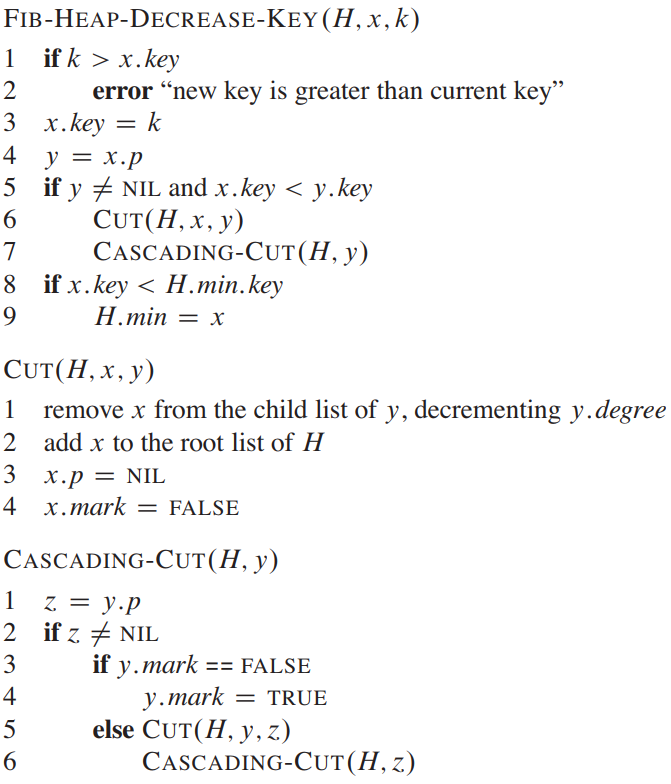 FIB-HEAP-DECREASE-KEY(H, x, k)
1 if k > x.key
2 error “new key is greater than current key”
3 x.key = k
4 y = x.p
5 if y ≠ NIL and x.key < y.key
6 CUT(H, x, y)
7 CASCADING-CUT(H, y)
8 if x.key < H.min.key
9 H.min = x
CUT(H, x, y)
1 remove x from the child list of y, decrementing y.degree
2 add x to the root list of H
3 x.p = NIL
4 x.mark = FALSE
CASCADING-CUT(H, y)
1 z = y.p
2 if z ≠ NIL
3 if y.mark == FALSE
4 y.mark = TRUE
5 else CUT(H, y, z)
6 CASCADING-CUT(H, z)